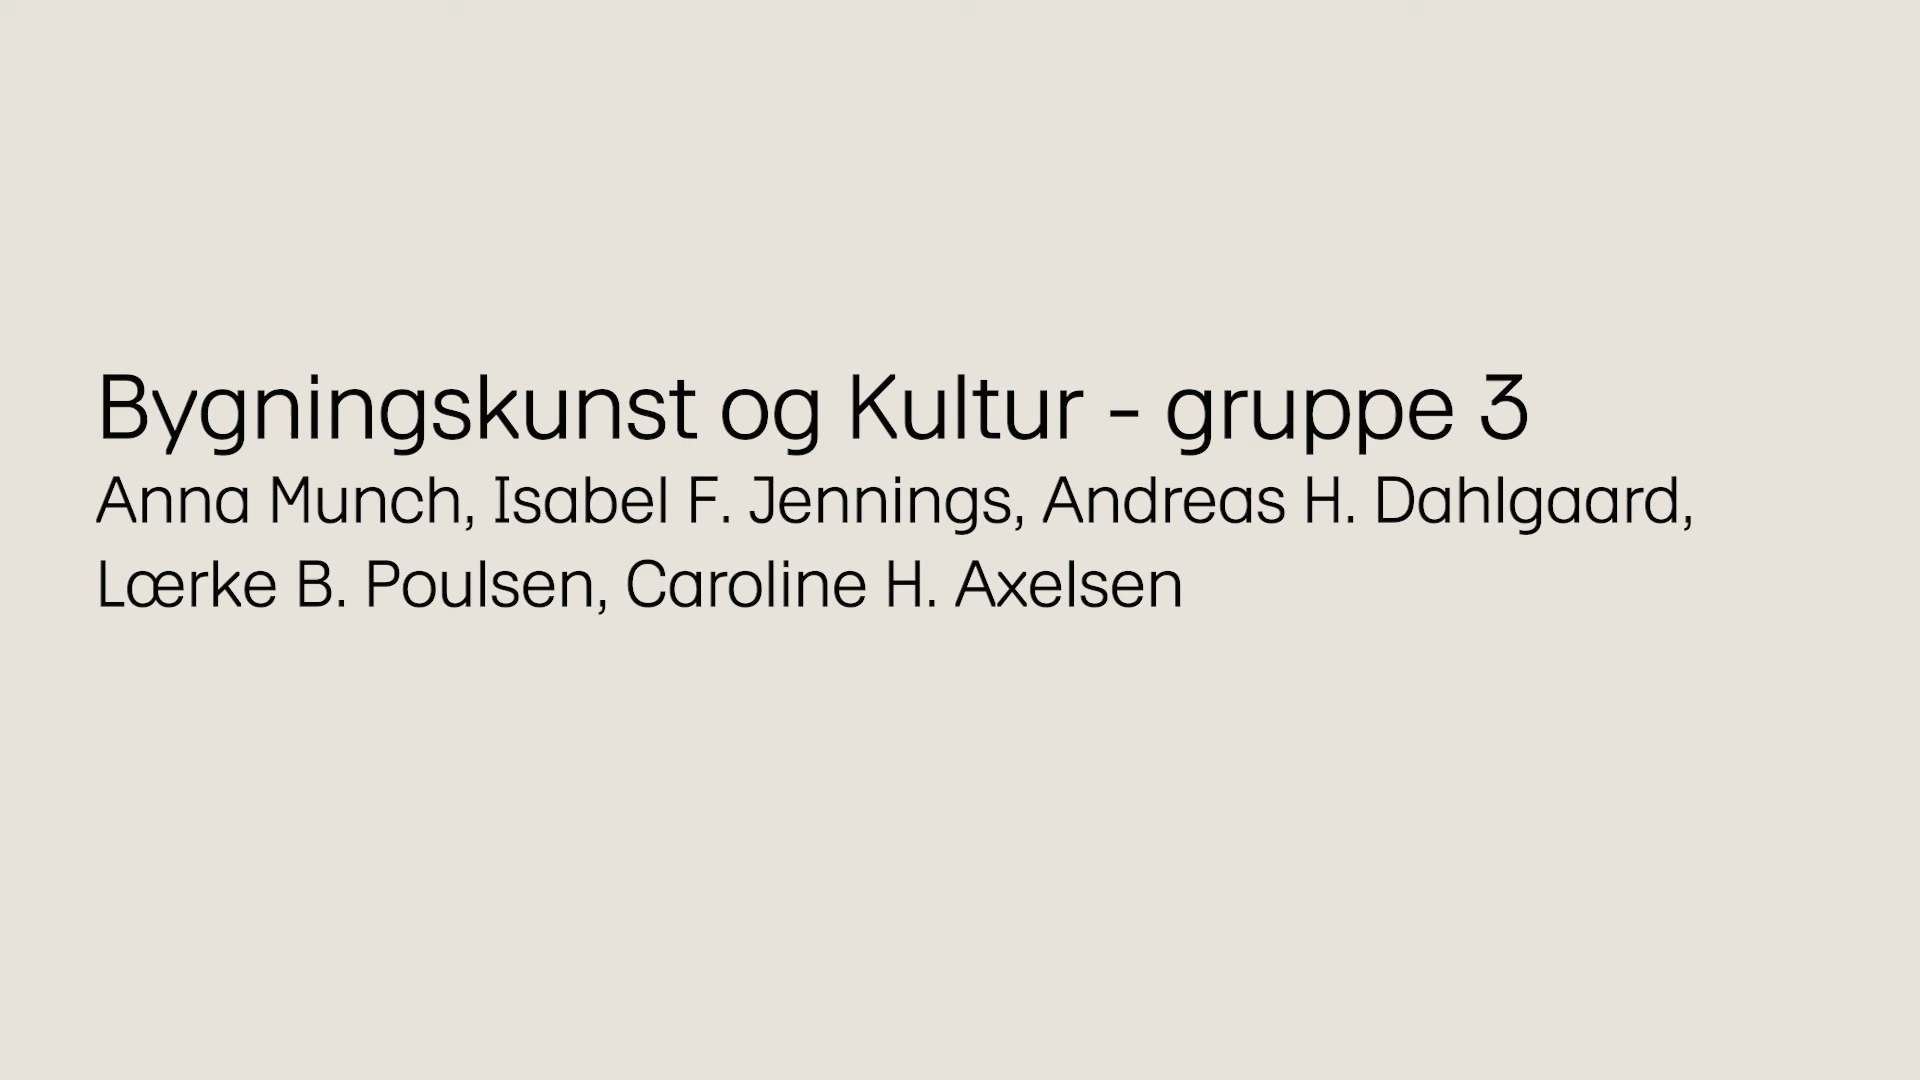 Bygningskunst og Kultur - gruppe 3
Anna Munch, Isabel F. Jennings, Andreas H. Dahlgaard,
Lærke B. Poulsen, Caroline H. Axelsen